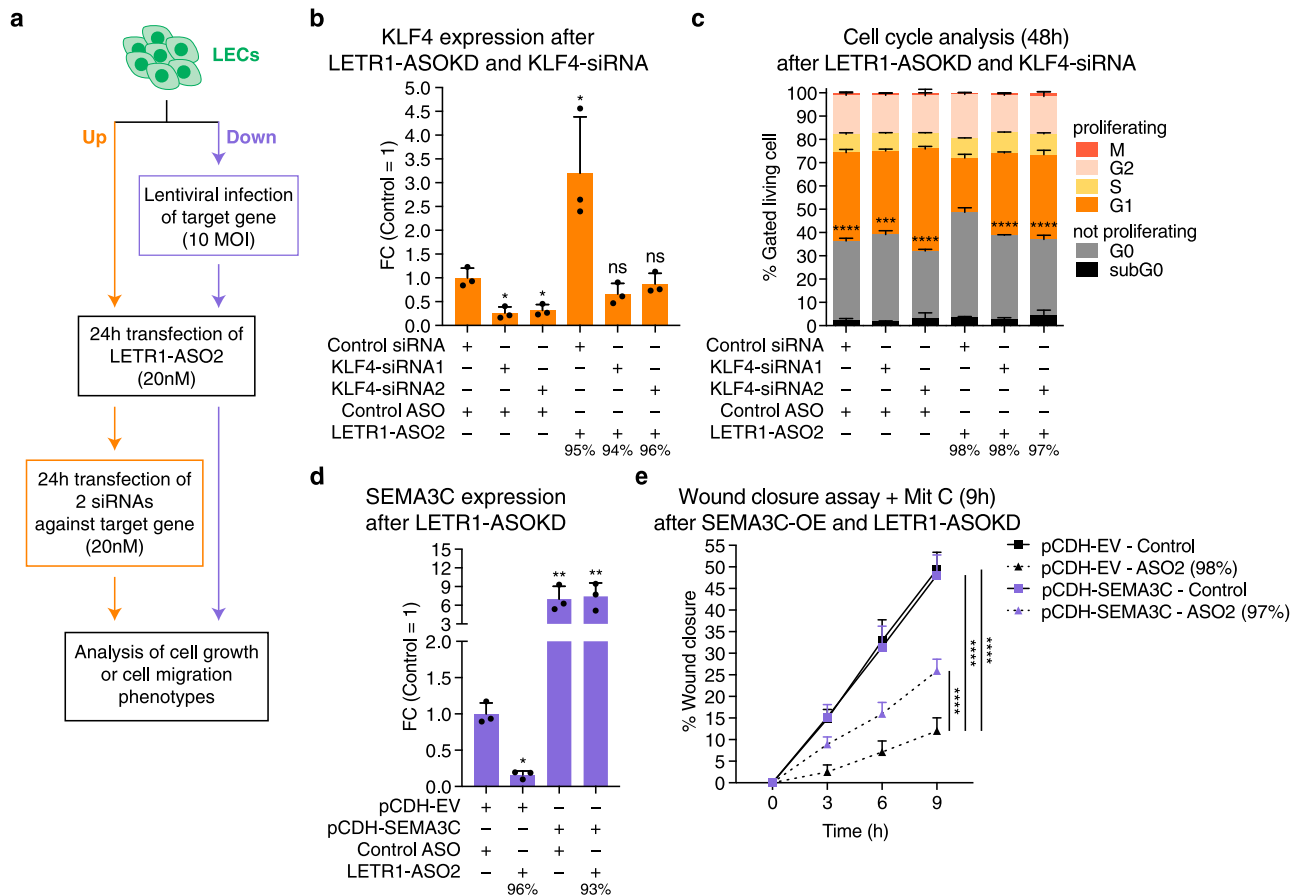 a
LECs
Up
Down
Lentiviral infection
of target gene
(10 MOI)
24h transfection of
LETR1-ASO2
(20nM)
24h transfection of
2 siRNAs
against target gene
(20nM)
Analysis of cell growth
or cell migration
phenotypes
b
KLF4 expression after
LETR1-ASOKD and KLF4-siRNA
FC (Control = 1)
5.0
4.5
4.0
3.5
3.0
2.5
2.0
1.5
1.0
0.5
0.0
* * * ns ns
Control siRNA + – – + – –
KLF4-siRNA1 – + – – + –
KLF4-siRNA2 – – + – – +
Control ASO + + + – – –
LETR1-ASO2 – – – + + +
95% 94% 96%
c
Cell cycle analysis (48h)
after LETR1-ASOKD and KLF4-siRNA
% Gated living cell
100
90
80
70
60
50
40
30
20
10
0
**** *** **** **** ****
proliferating
M
G2
S
G1
not proliferating
G0
subG0
Control siRNA + – – + – –
KLF4-siRNA1 – + – – + –
KLF4-siRNA2 – – + – – +
Control ASO + + + – – –
LETR1-ASO2 – – – + + +
98% 98% 97%
d
SEMA3C expression
after LETR1-ASOKD
FC (Control = 1)
15
12
9
6
3
2.0
1.5
1.0
0.5
0.0
* ** **
pCDH-EV + + – –
pCDH-SEMA3C – – + +
Control ASO + – + –
LETR1-ASO2 – + – +
96% 93%
e
Wound closure assay + Mit C (9h)
after SEMA3C-OE and LETR1-ASOKD
% Wound closure
55
50
45
40
35
30
25
20
15
10
5
0
0 3 6 9
Time (h)
**** **** ****
pCDH-EV - Control
pCDH-EV - ASO2 (98%)
pCDH-SEMA3C - Control
pCDH-SEMA3C - ASO2 (97%)